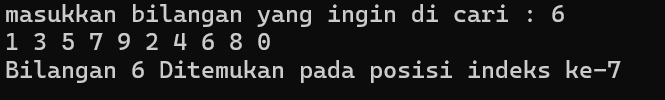 masukkan bilangan yang ingin di cari : 6
1 3 5 7 9 2 4 6 8 0
Bilangan 6 Ditemukan pada posisi indeks ke-7